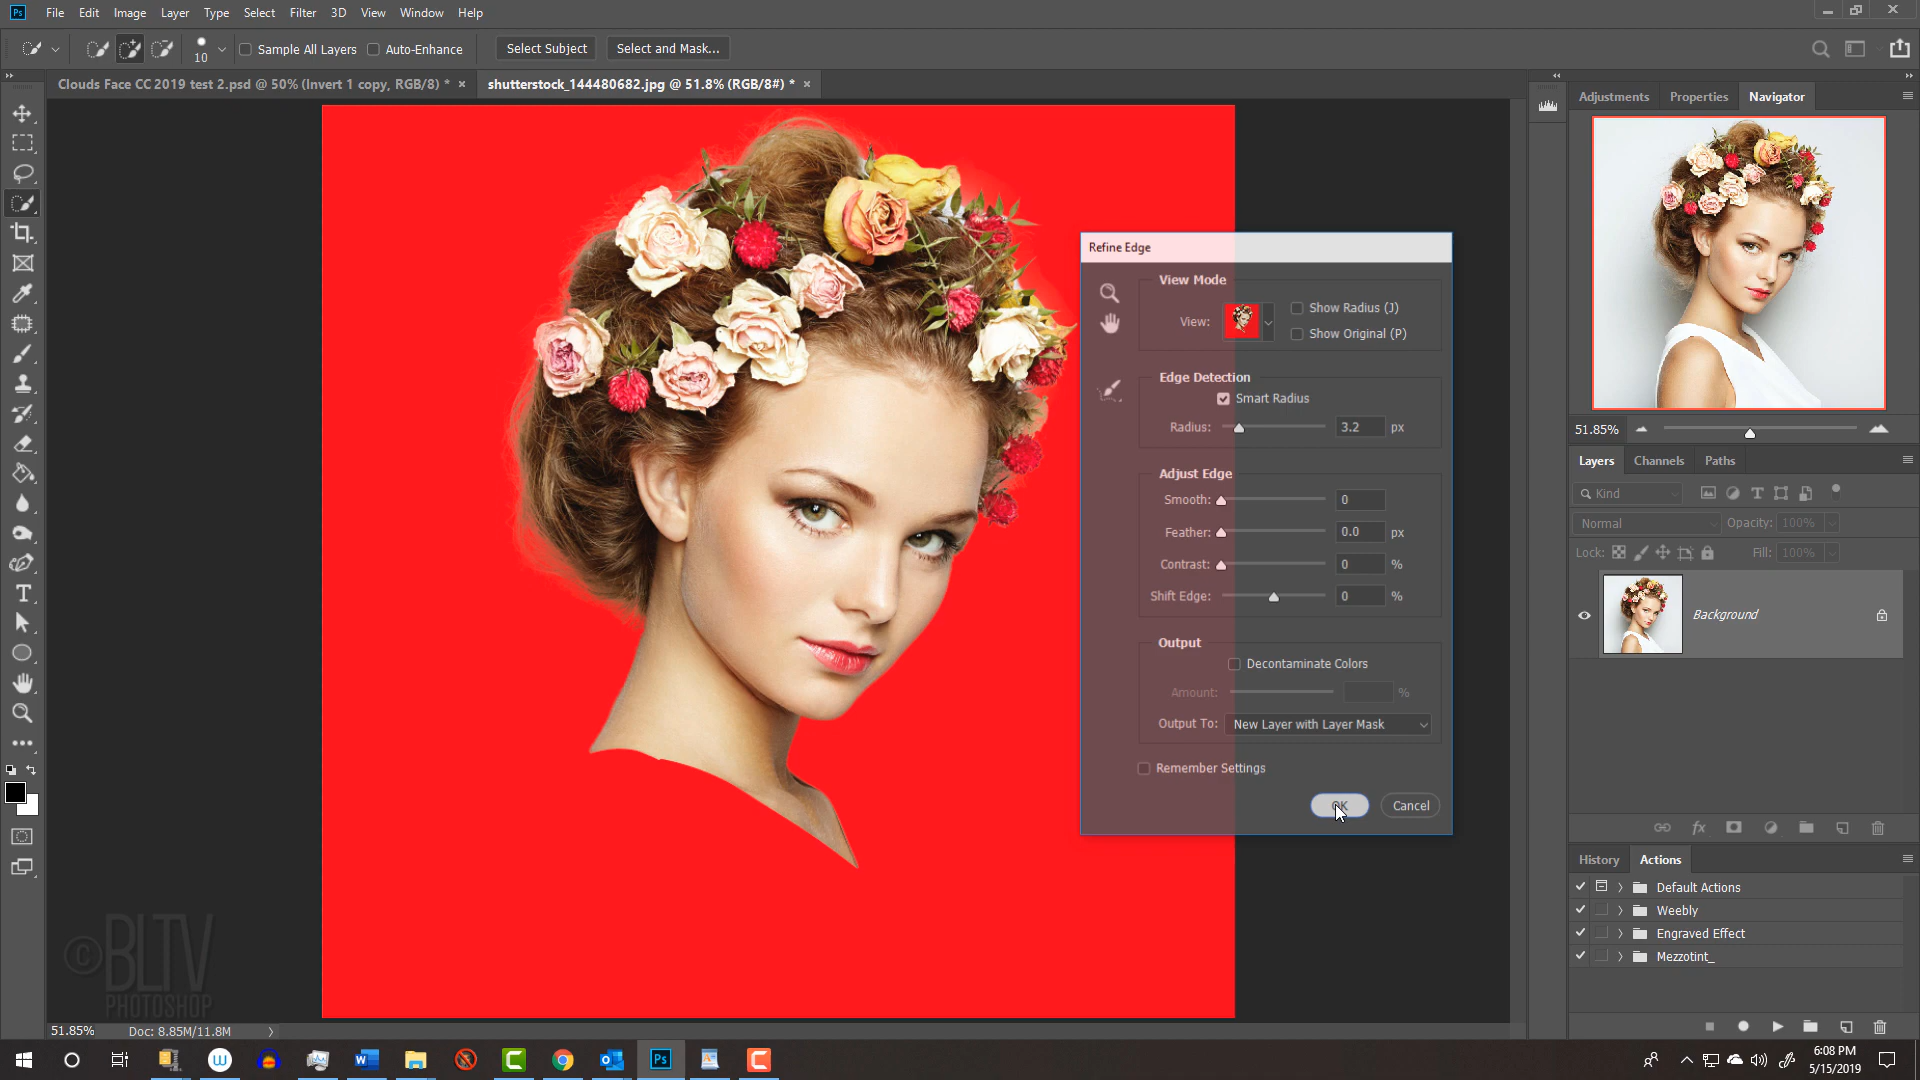 Ps File Edit Image Layer Type Select Filter 3D View Window Help
10 Sample All Layers Auto-Enhance Select Subject Select and Mask...
Clouds Face CC 2019 test 2.psd @ 50% (Invert 1 copy, RGB/8) * × shutterstock_144480682.jpg @ 51.8% (RGB/8#) * ×
Adjustments Properties Navigator
51.85%
Layers Channels Paths
Kind
Normal Opacity: 100%
Lock: Fill: 100%
Background
History Actions
Default Actions
Weebly
Engraved Effect
Mezzotint_
Refine Edge
View Mode
View: Show Radius (J)
Show Original (P)
Edge Detection
Smart Radius
Radius: 3.2 px
Adjust Edge
Smooth: 0
Feather: 0.0 px
Contrast: 0 %
Shift Edge: 0 %
Output
Decontaminate Colors
Amount: %
Output To: New Layer with Layer Mask
Remember Settings
OK Cancel
©BLTV
PHOTOSHOP
51.85% Doc: 8.85M/11.8M
6:08 PM
5/15/2019